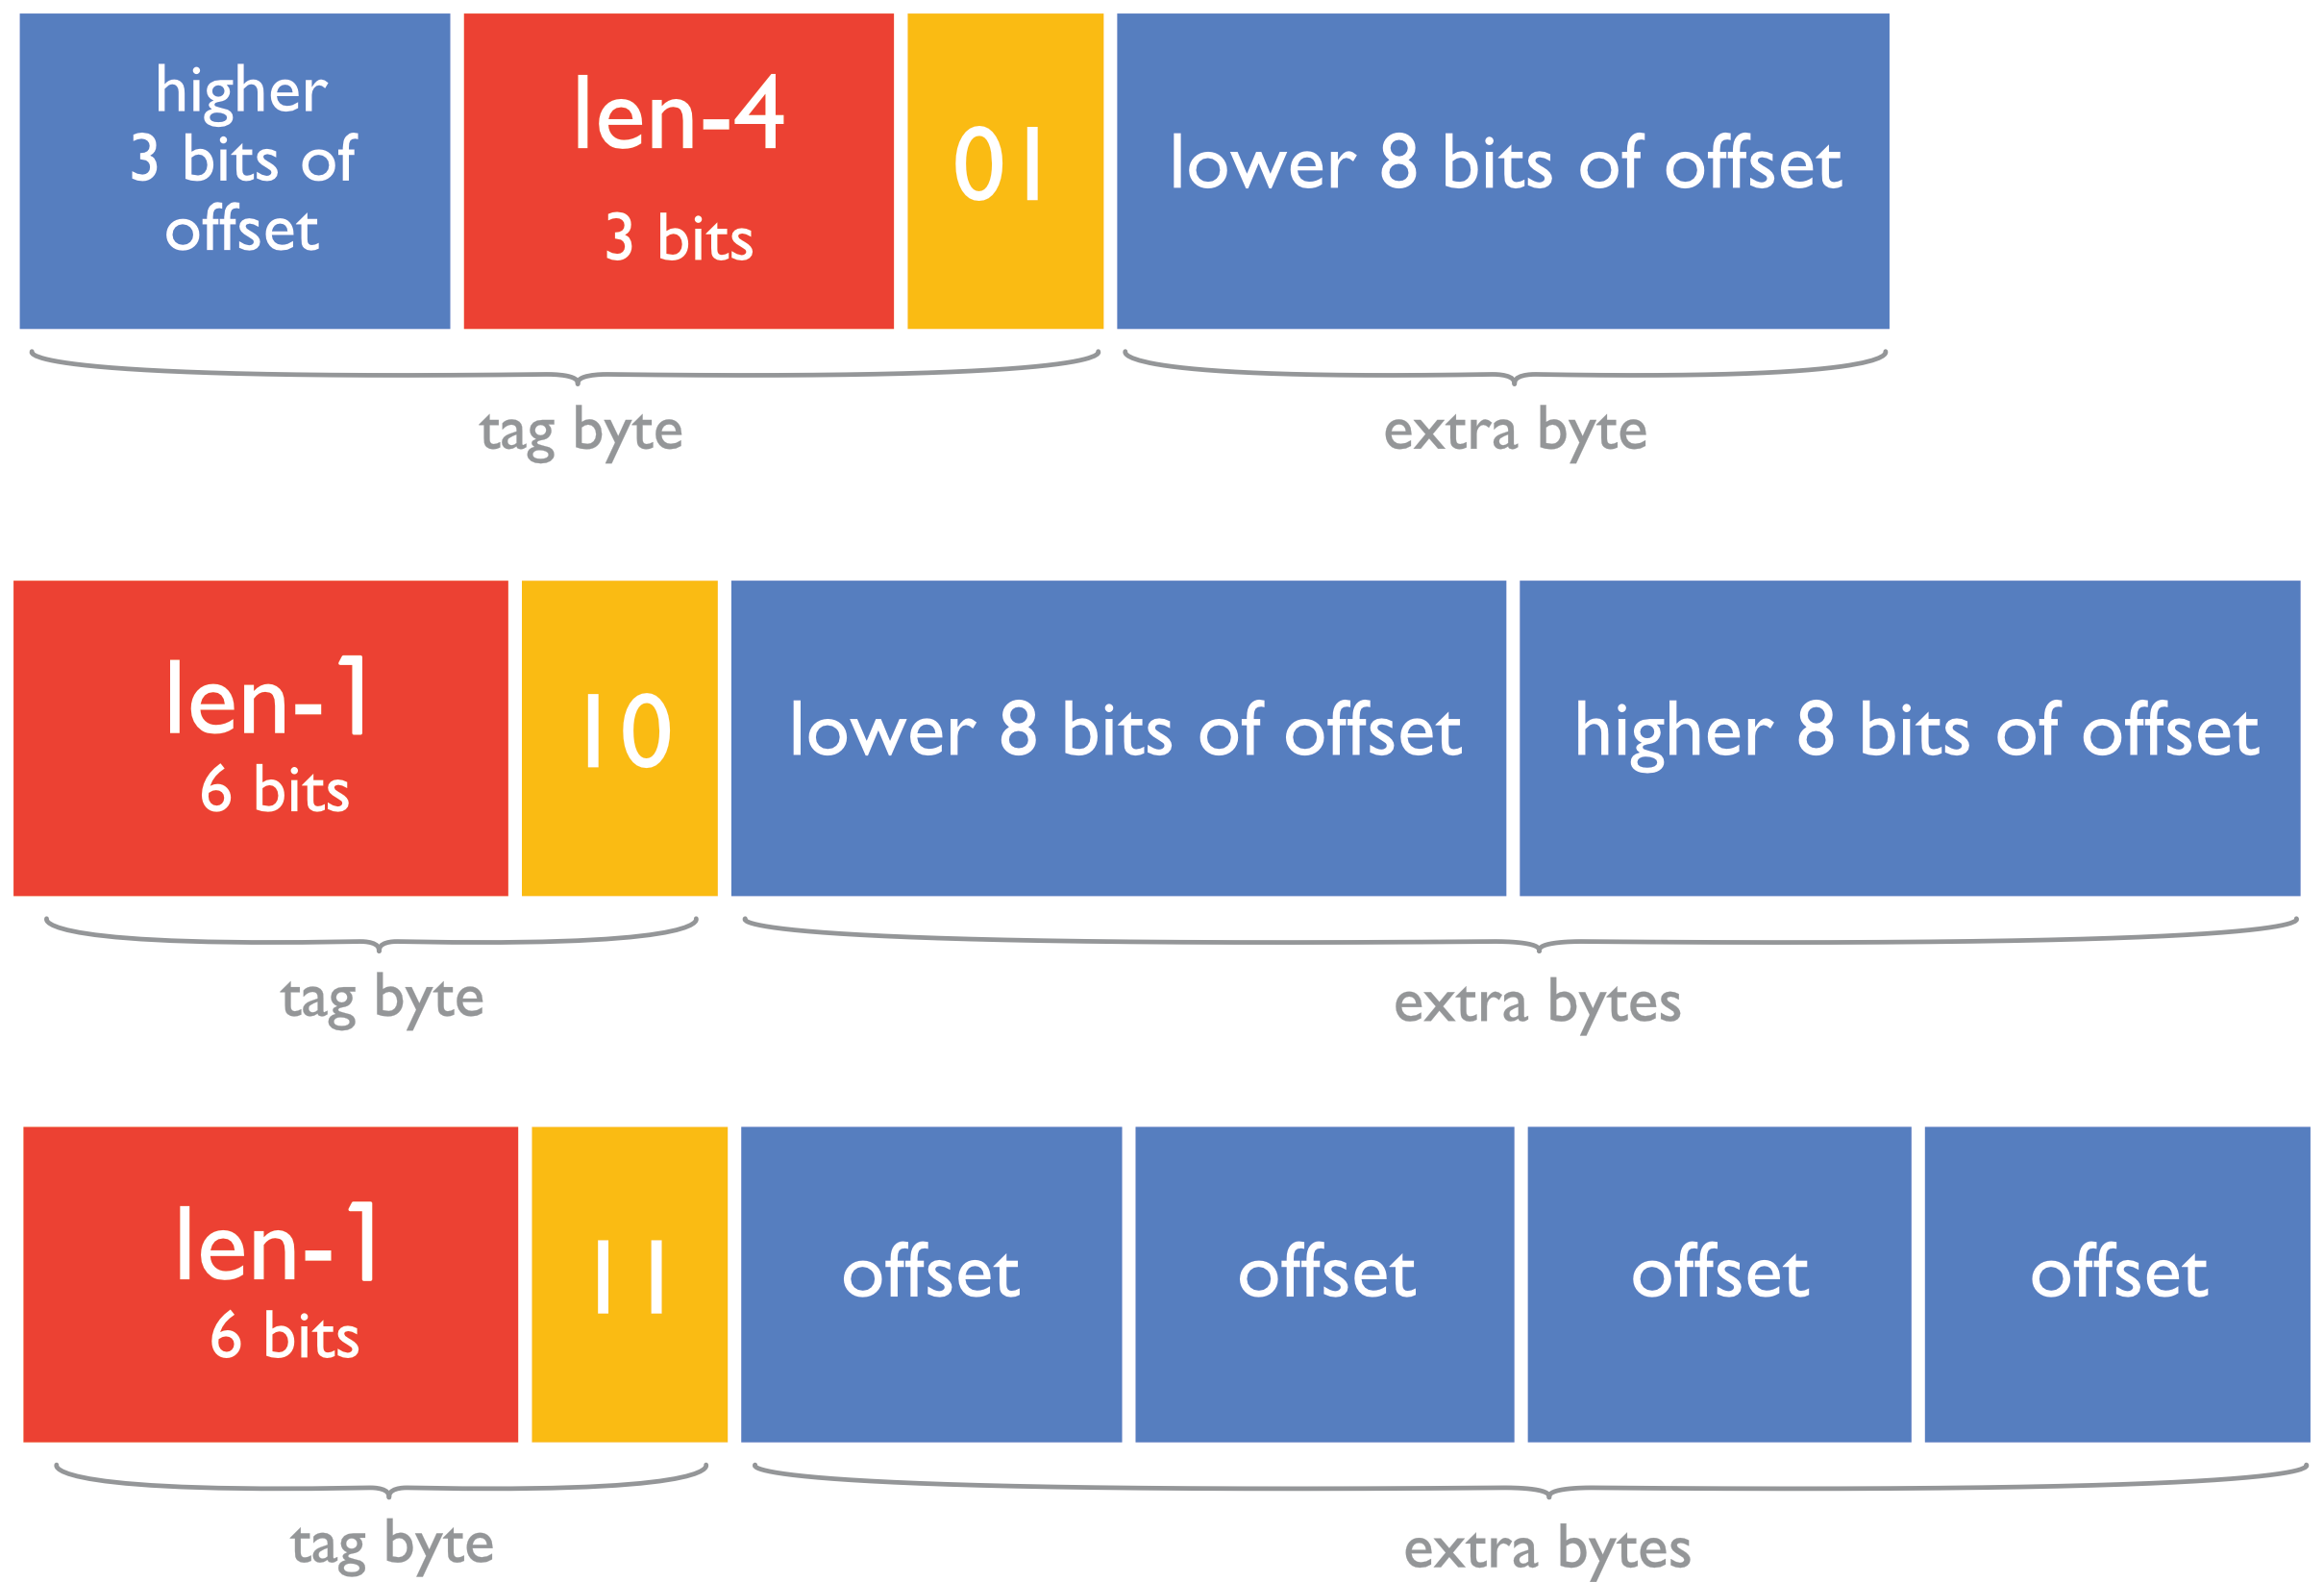 higher
3 bits of
offset
len-4
3 bits
01
lower 8 bits of offset
tag byte
extra byte
len-1
6 bits
10
lower 8 bits of offset
higher 8 bits of offset
tag byte
extra bytes
len-1
6 bits
11
offset
offset
offset
offset
tag byte
extra bytes